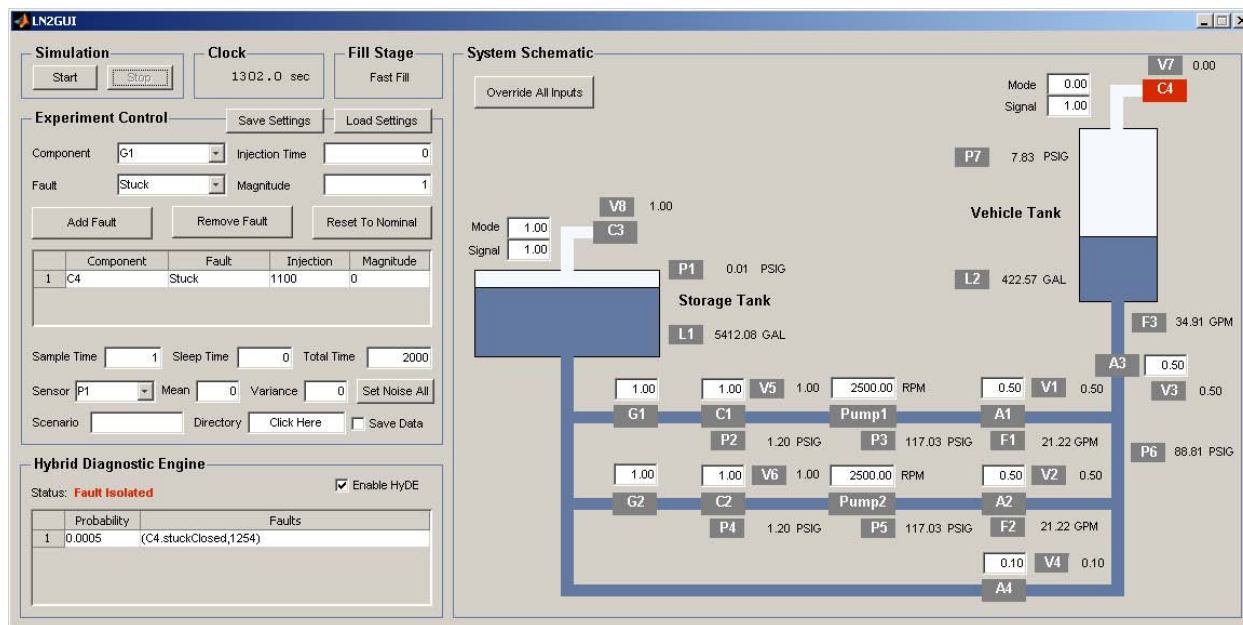 LN2GUI
Simulation
Start Stop
Clock
1302.0 sec
Fill Stage
Fast Fill
Experiment Control
Save Settings Load Settings
Component G1 Injection Time 0
Fault Stuck Magnitude 1
Add Fault Remove Fault Reset To Nominal
Component Fault Injection Magnitude
1 C4 Stuck 1100 0
Sample Time 1 Sleep Time 0 Total Time 2000
Sensor P1 Mean 0 Variance 0 Set Noise All
Scenario Directory Click Here Save Data
Hybrid Diagnostic Engine
Status: Fault Isolated Enable HyDE
Probability Faults
1 0.0005 (C4.stuckClosed,1254)
System Schematic
Override All Inputs
V7 0.00
Mode 0.00 C4
Signal 1.00
P7 7.83 PSIG
V8 1.00
Mode 1.00 C3
Signal 1.00
Vehicle Tank
P1 0.01 PSIG
L2 422.57 GAL
Storage Tank
L1 5412.08 GAL
F3 34.91 GPM
A3 0.50
V3 0.50
1.00 1.00 V5 1.00 2500.00 RPM 0.50 V1 0.50
G1 C1 Pump1 A1
P2 1.20 PSIG P3 117.03 PSIG F1 21.22 GPM
P6 88.81 PSIG
1.00 1.00 V6 1.00 2500.00 RPM 0.50 V2 0.50
G2 C2 Pump2 A2
P4 1.20 PSIG P5 117.03 PSIG F2 21.22 GPM
0.10 V4 0.10
A4